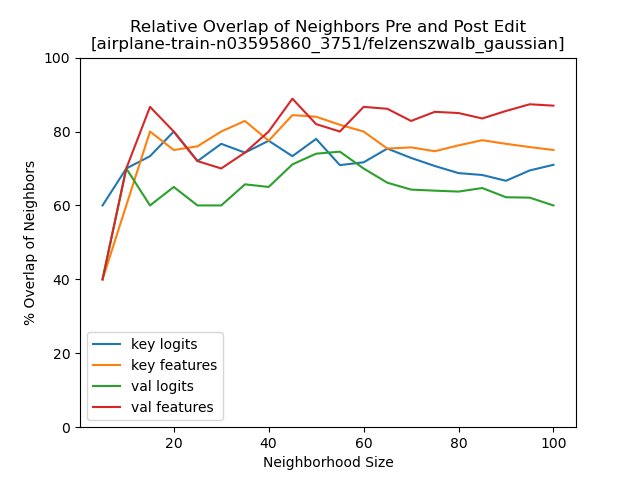 Relative Overlap of Neighbors Pre and Post Edit
[airplane-train-n03595860_3751/felzenszwalb_gaussian]
100
80
60
40
20
0
% Overlap of Neighbors
key logits
key features
val logits
val features
20 40 60 80 100
Neighborhood Size